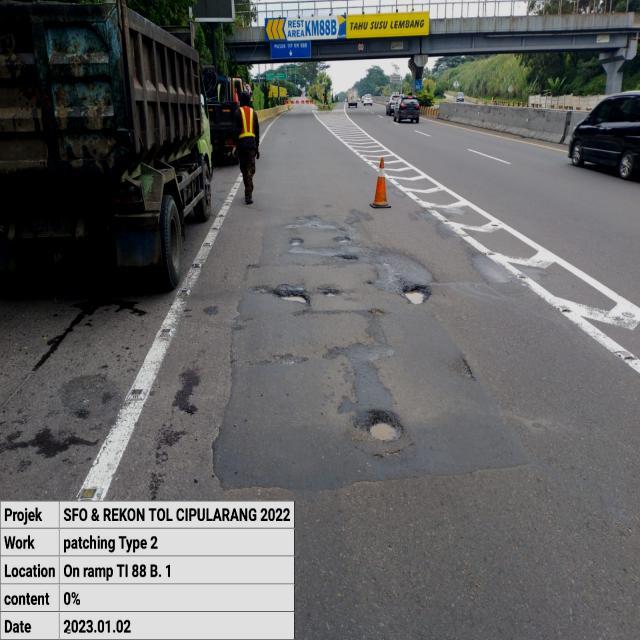 REST AREA KM88B TAHU SUSU LEMBANG
Projek SFO & REKON TOL CIPULARANG 2022
Work patching Type 2
Location On ramp TI 88 B. 1
content 0%
Date 2023.01.02